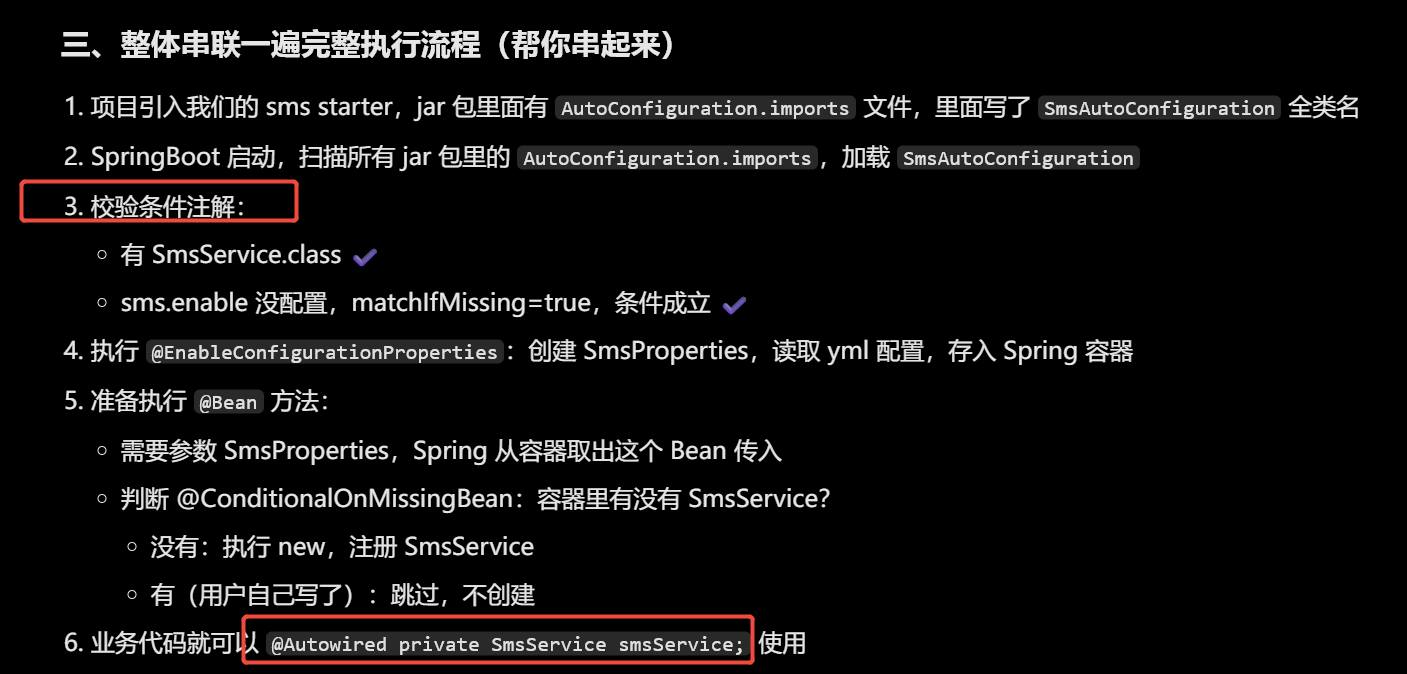 三、整体串联一遍完整执行流程（帮你串起来）
1. 项目引入我们的 sms starter，jar 包里面有 AutoConfiguration.imports 文件，里面写了 SmsAutoConfiguration 全类名
2. SpringBoot 启动，扫描所有 jar 包里的 AutoConfiguration.imports，加载 SmsAutoConfiguration
3. 校验条件注解：
○ 有 SmsService.class ✔
○ sms.enable 没配置，matchIfMissing=true，条件成立 ✔
4. 执行 @EnableConfigurationProperties：创建 SmsProperties，读取 yml 配置，存入 Spring 容器
5. 准备执行 @Bean 方法：
○ 需要参数 SmsProperties，Spring 从容器取出这个 Bean 传入
○ 判断 @ConditionalOnMissingBean：容器里有没有 SmsService？
○ 没有：执行 new，注册 SmsService
○ 有（用户自己写了）：跳过，不创建
6. 业务代码就可以 @Autowired private SmsService smsService; 使用